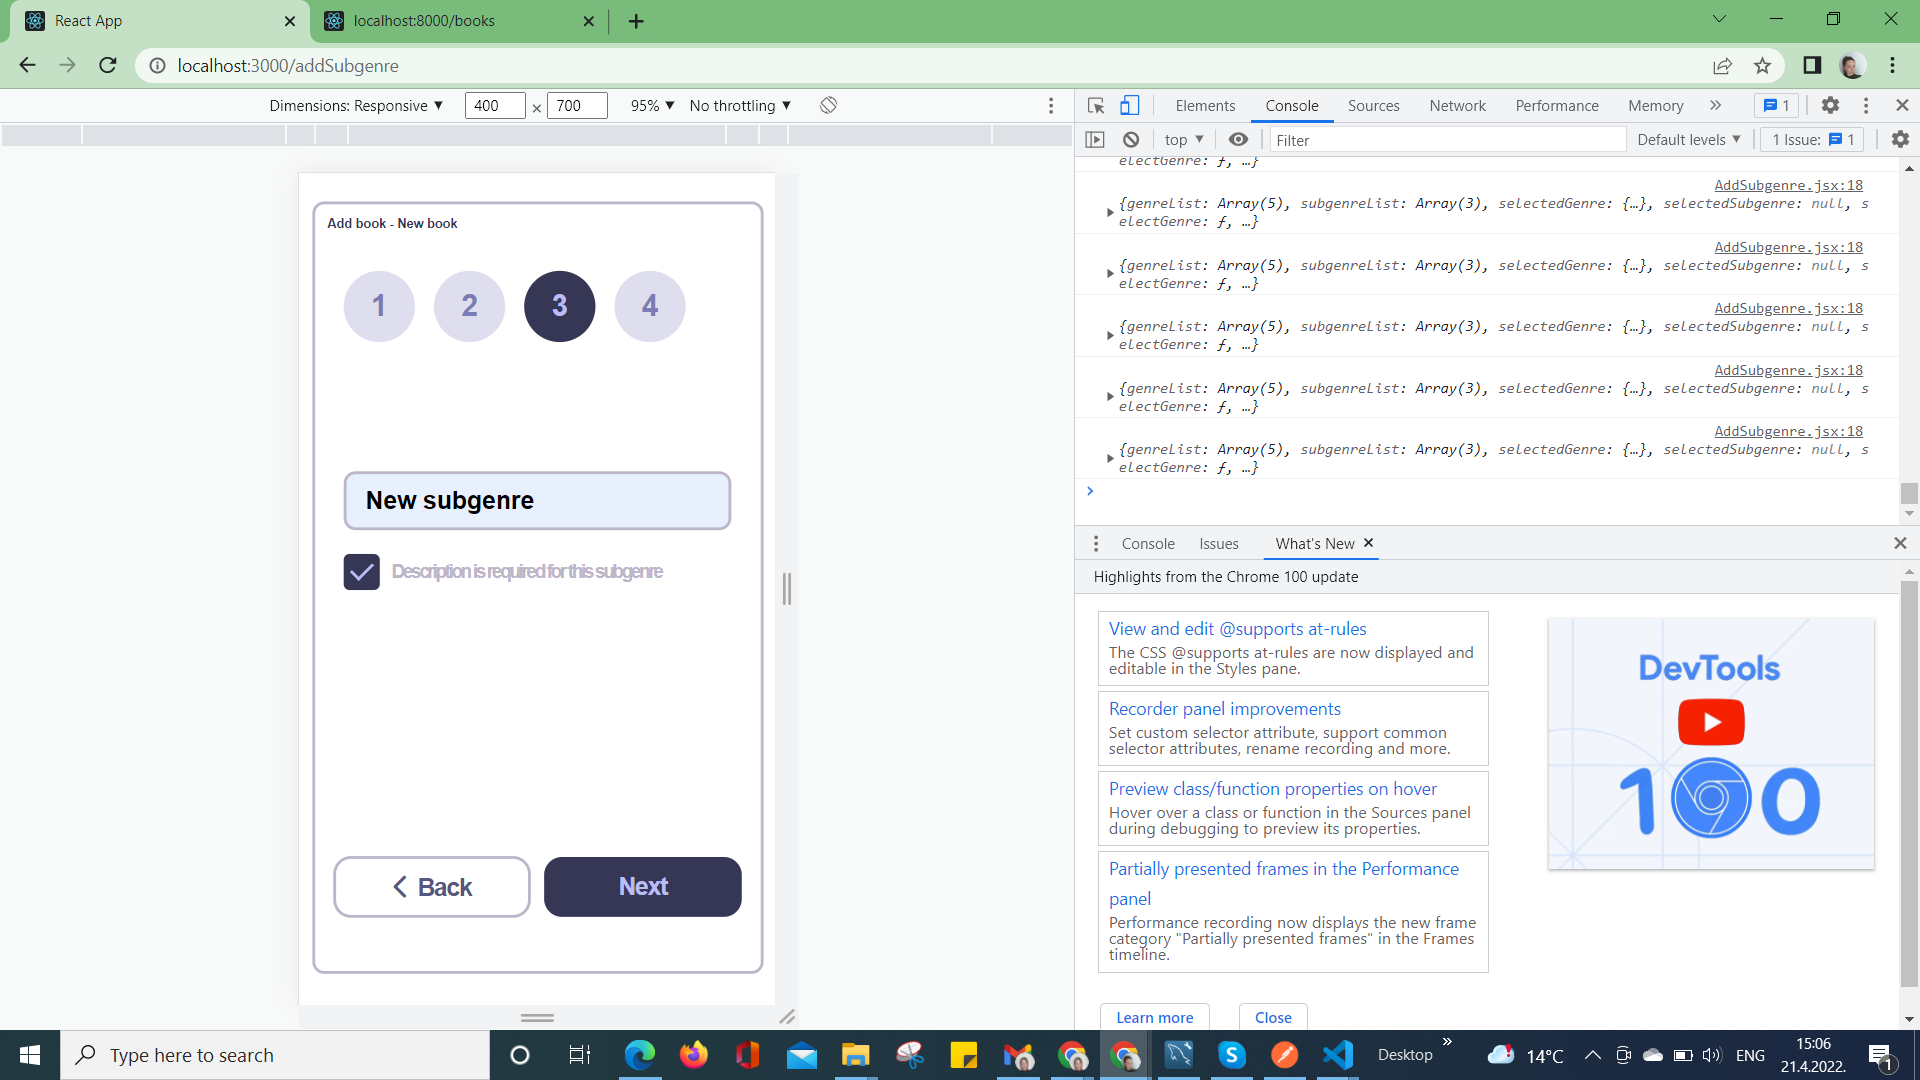 React App
localhost:8000/books
localhost:3000/addSubgenre
Dimensions: Responsive ▼ 400 × 700 95% ▼ No throttling ▼
Elements Console Sources Network Performance Memory » 1
top ▼ Filter Default levels ▼ 1 Issue: 1
electGenre: ƒ, …}
AddSubgenre.jsx:18
{genreList: Array(5), subgenreList: Array(3), selectedGenre: {…}, selectedSubgenre: null, s
electGenre: ƒ, …}
AddSubgenre.jsx:18
{genreList: Array(5), subgenreList: Array(3), selectedGenre: {…}, selectedSubgenre: null, s
electGenre: ƒ, …}
AddSubgenre.jsx:18
{genreList: Array(5), subgenreList: Array(3), selectedGenre: {…}, selectedSubgenre: null, s
electGenre: ƒ, …}
AddSubgenre.jsx:18
{genreList: Array(5), subgenreList: Array(3), selectedGenre: {…}, selectedSubgenre: null, s
electGenre: ƒ, …}
AddSubgenre.jsx:18
{genreList: Array(5), subgenreList: Array(3), selectedGenre: {…}, selectedSubgenre: null, s
electGenre: ƒ, …}
Add book - New book
1 2 3 4
New subgenre
Description is required for this subgenre
Back Next
Console Issues What's New
Highlights from the Chrome 100 update
View and edit @supports at-rules
The CSS @supports at-rules are now displayed and
editable in the Styles pane.
Recorder panel improvements
Set custom selector attribute, support common
selector attributes, rename recording and more.
Preview class/function properties on hover
Hover over a class or function in the Sources panel
during debugging to preview its properties.
Partially presented frames in the Performance
panel
Performance recording now displays the new frame
category "Partially presented frames" in the Frames
timeline.
Learn more Close
DevTools
100
Type here to search
Desktop »
14°C
ENG
15:06
21.4.2022.
1